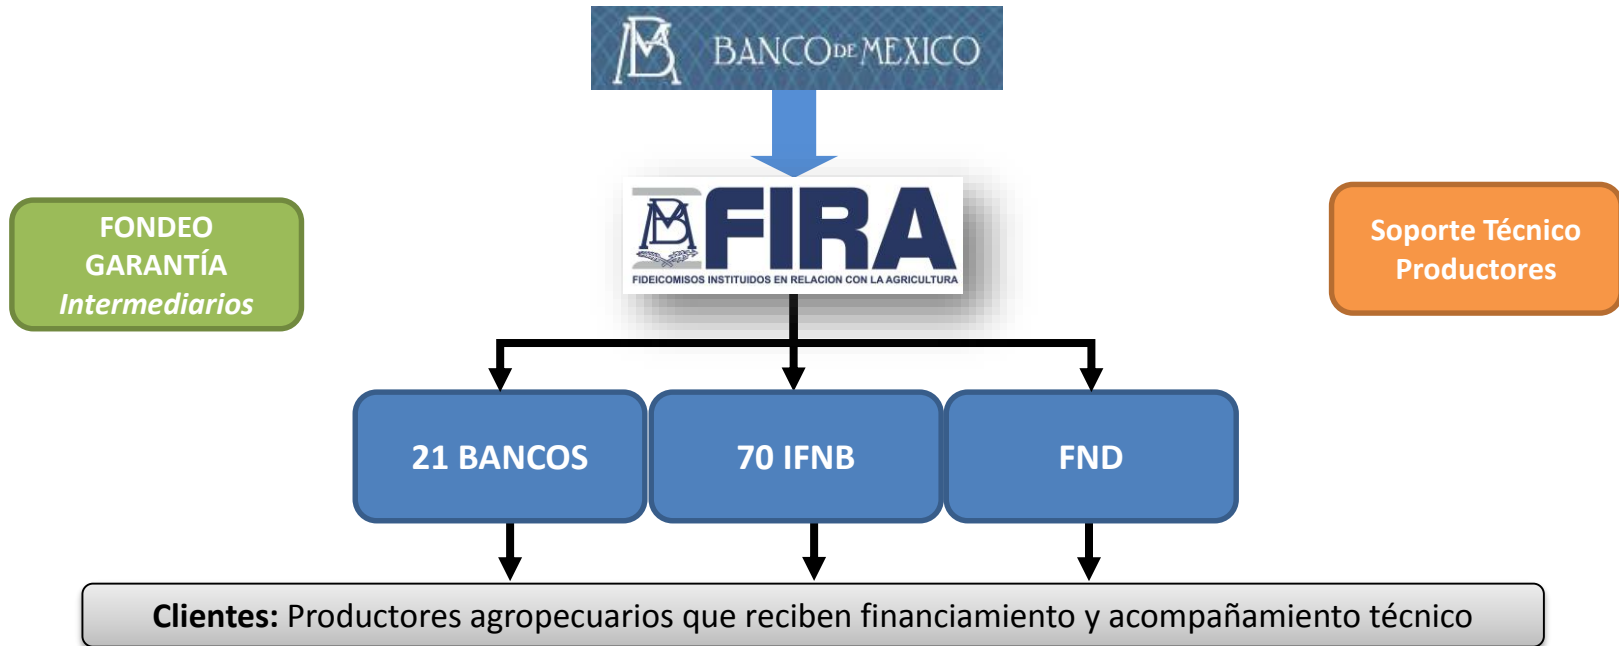 BANCO DE MEXICO
FIRA
FIDEICOMISOS INSTITUIDOS EN RELACION CON LA AGRICULTURA
FONDEO
GARANTÍA
Intermediarios
Soporte Técnico
Productores
21 BANCOS
70 IFNB
FND
Clientes: Productores agropecuarios que reciben financiamiento y acompañamiento técnico